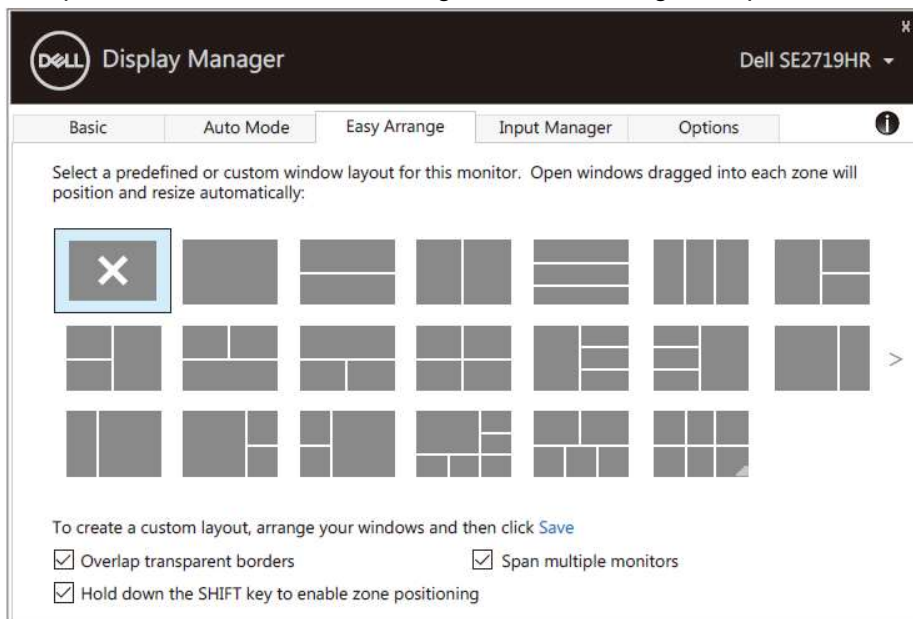 DELL Display Manager
Dell SE2719HR
Basic Auto Mode Easy Arrange Input Manager Options
Select a predefined or custom window layout for this monitor. Open windows dragged into each zone will
position and resize automatically:
>
To create a custom layout, arrange your windows and then click Save
Overlap transparent borders
Span multiple monitors
Hold down the SHIFT key to enable zone positioning